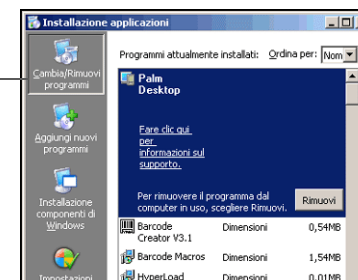 Installazione applicazioni
Cambia/Rimuovi
programmi
Aggiungi nuovi
programmi
Installazione
componenti di
Windows
Impostazioni
Programmi attualmente installati:
Ordina per: Nom
Palm
Desktop
Fare clic qui
per
informazioni sul
supporto.
Per rimuovere il programma dal
computer in uso, scegliere Rimuovi.
Rimuovi
Barcode
Creator V3.1
Dimensioni 0,54MB
Barcode Macros Dimensioni 1,54MB
HyperLoad Dimensioni 0,01MB